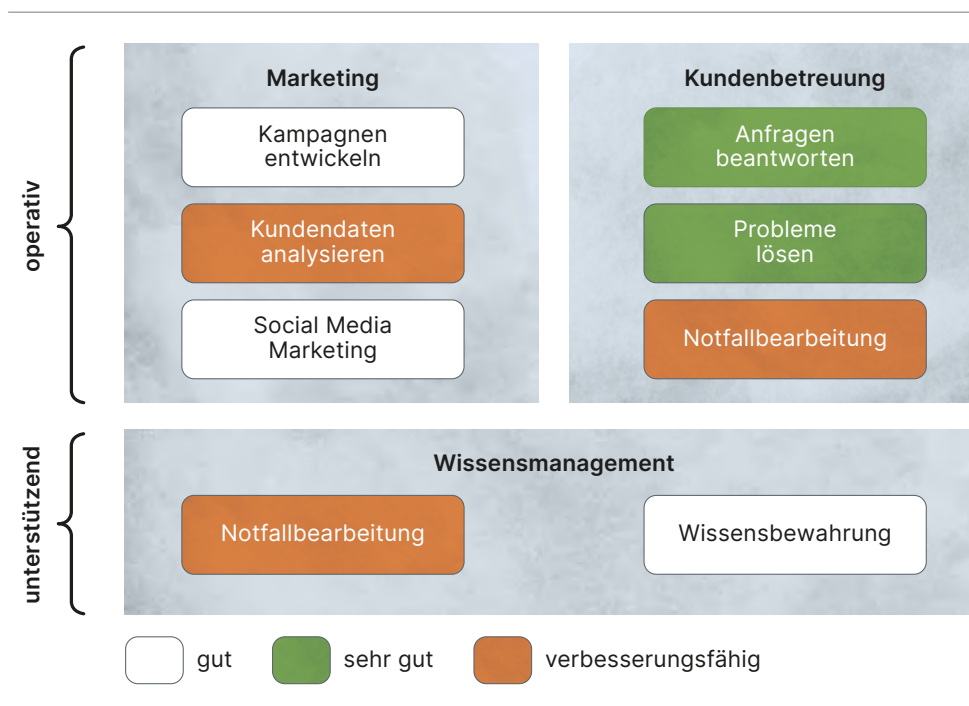 operativ
Marketing
Kampagnen
entwickeln
Kundendaten
analysieren
Social Media
Marketing
Kundenbetreuung
Anfragen
beantworten
Probleme
lösen
Notfallbearbeitung
unterstützend
Wissensmanagement
Notfallbearbeitung
Wissensbewahrung
gut
sehr gut
verbesserungsfähig